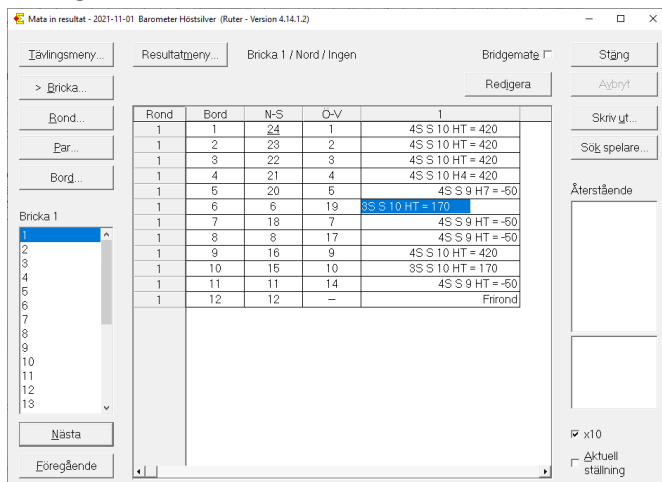 Mata in resultat - 2021-11-01 Barometer Höstsilver (Ruter - Version 4.14.1.2)
Tävlingsmeny...
Resultatmeny...
Bricka 1 / Nord / Ingen
Bridgemate
Stäng
> Bricka...
Redigera
Avbryt
Rond...
Skriv ut...
Par...
Sök spelare...
Bord...
Återstående
Bricka 1
1
2
3
4
5
6
7
8
9
10
11
12
13
Nästa
Föregående
Rond Bord N-S Ö-V 1
1 1 24 1 4S S 10 HT = 420
1 2 23 2 4S S 10 HT = 420
1 3 22 3 4S S 10 HT = 420
1 4 21 4 4S S 10 H4 = 420
1 5 20 5 4S S 9 H7 = -50
1 6 6 19 3S S 10 HT = 170
1 7 18 7 4S S 9 HT = -50
1 8 8 17 4S S 9 HT = -50
1 9 16 9 4S S 10 HT = 420
1 10 15 10 3S S 10 HT = 170
1 11 11 14 4S S 9 HT = -50
1 12 12 – Frirond
x10
Aktuell
ställning